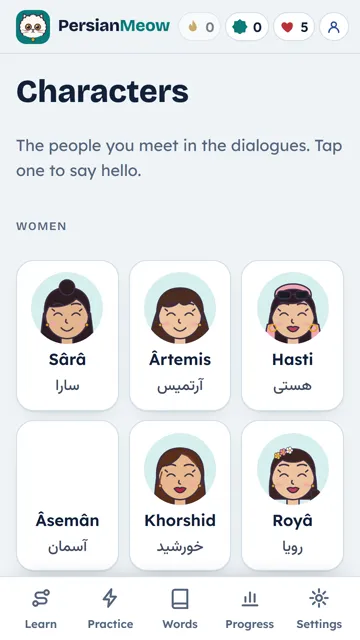 PersianMeow 0 0 5
Characters
The people you meet in the dialogues. Tap
one to say hello.
WOMEN
Sârâ
سارا
Ârtemis
آرتمیس
Hasti
هستی
Âsemân
آسمان
Khorshid
خورشید
Royâ
رویا
Learn Practice Words Progress Settings